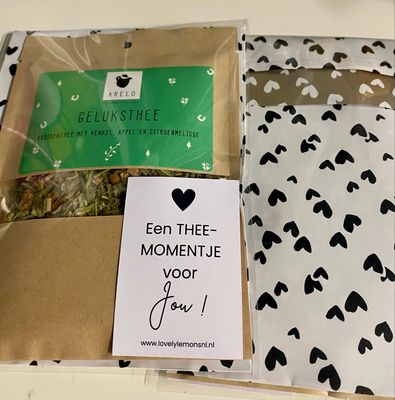 ARELO
GELUKSTHEE
KRUIDENTHEE MET VENKEL, APPEL EN CITROENMELISSE
Een THEE-
MOMENTJE
voor
Jou !
www.lovelylemonsnl.nl